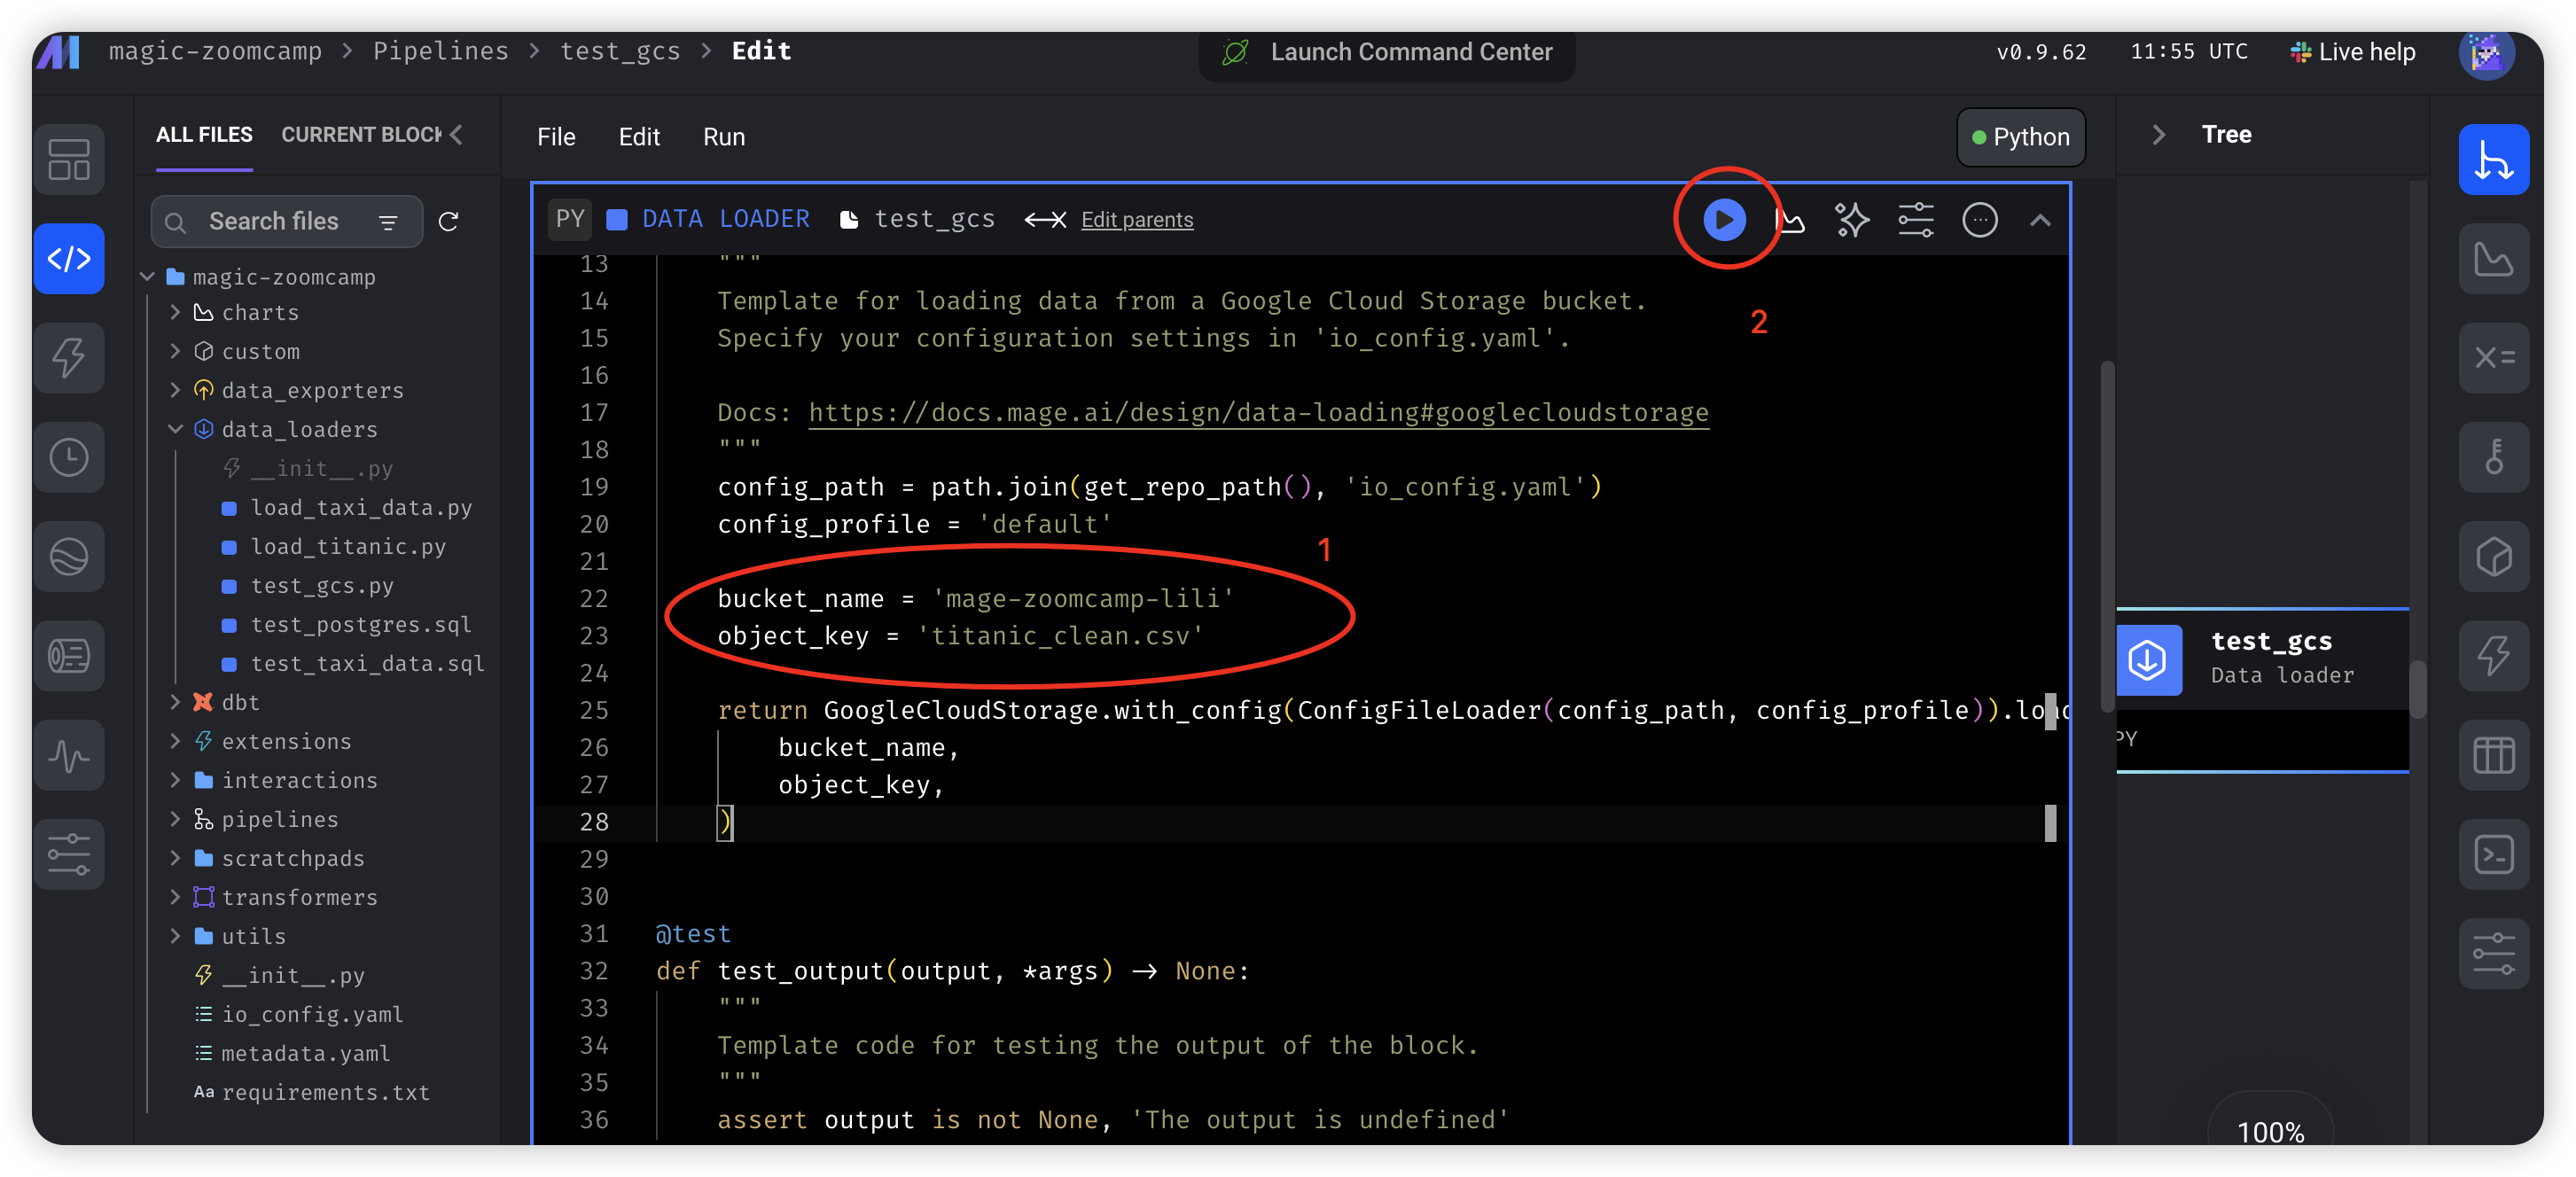 magic-zoomcamp > Pipelines > test_gcs > Edit
Launch Command Center
v0.9.62
11:55 UTC
Live help
ALL FILES
CURRENT BLOCK
Search files
magic-zoomcamp
charts
custom
data_exporters
data_loaders
__init__.py
load_taxi_data.py
load_titanic.py
test_gcs.py
test_postgres.sql
test_taxi_data.sql
dbt
extensions
interactions
pipelines
scratchpads
transformers
utils
__init__.py
io_config.yaml
metadata.yaml
Aa requirements.txt
File
Edit
Run
Python
PY DATA LOADER test_gcs Edit parents
2
13 """
14 Template for loading data from a Google Cloud Storage bucket.
15 Specify your configuration settings in 'io_config.yaml'.
16
17 Docs: https://docs.mage.ai/design/data-loading#googlecloudstorage
18 """
19 config_path = path.join(get_repo_path(), 'io_config.yaml')
20 config_profile = 'default'
21
1
22 bucket_name = 'mage-zoomcamp-lili'
23 object_key = 'titanic_clean.csv'
24
25 return GoogleCloudStorage.with_config(ConfigFileLoader(config_path, config_profile)).load
26 bucket_name,
27 object_key,
28 )
29
30
31 @test
32 def test_output(output, *args) -> None:
33 """
34 Template code for testing the output of the block.
35 """
36 assert output is not None, 'The output is undefined'
Tree
test_gcs
Data loader
PY
100%